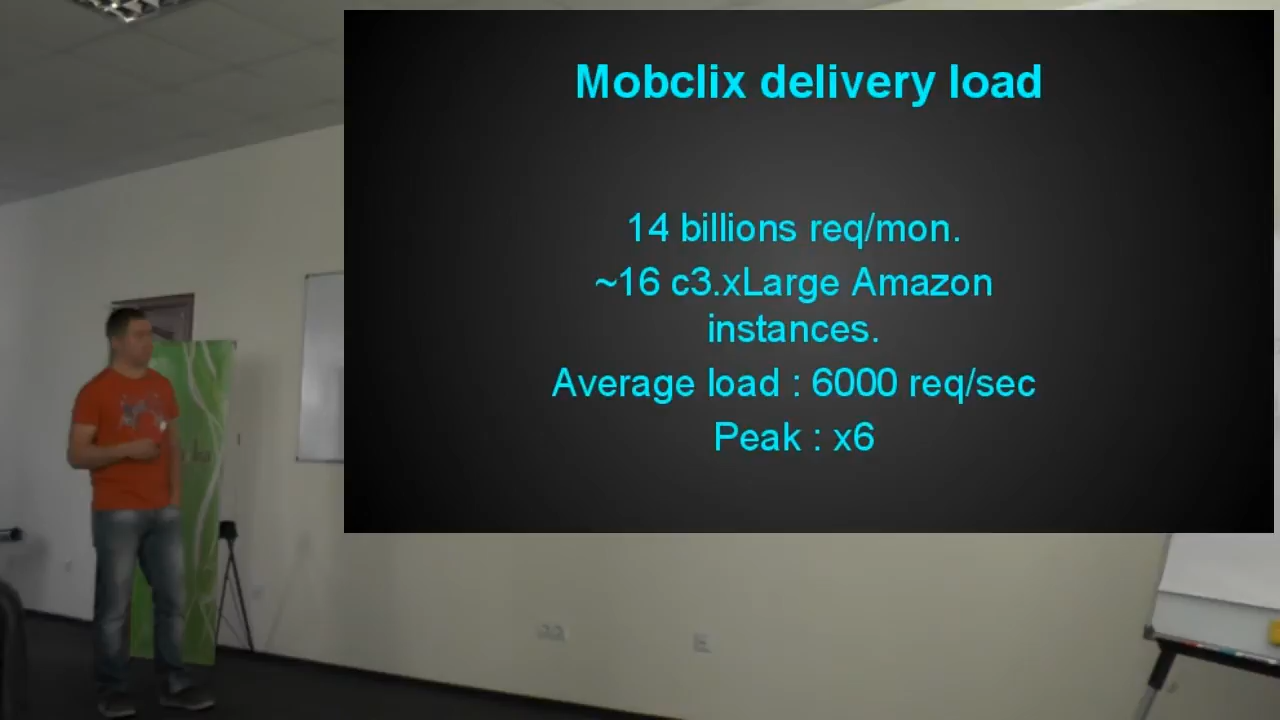 Mobclix delivery load
14 billions req/mon.
~16 c3.xLarge Amazon
instances.
Average load : 6000 req/sec
Peak : x6